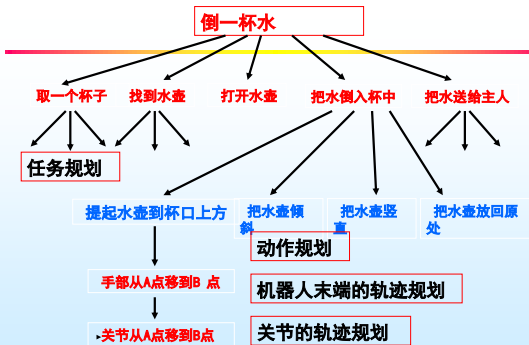 倒一杯水
取一个杯子
找到水壶
打开水壶
把水倒入杯中
把水送给主人
任务规划
提起水壶到杯口上方
把水壶倾
斜
把水壶竖
直
把水壶放回原
处
动作规划
手部从A点移到B 点
机器人末端的轨迹规划
▸关节从A点移到B点
关节的轨迹规划